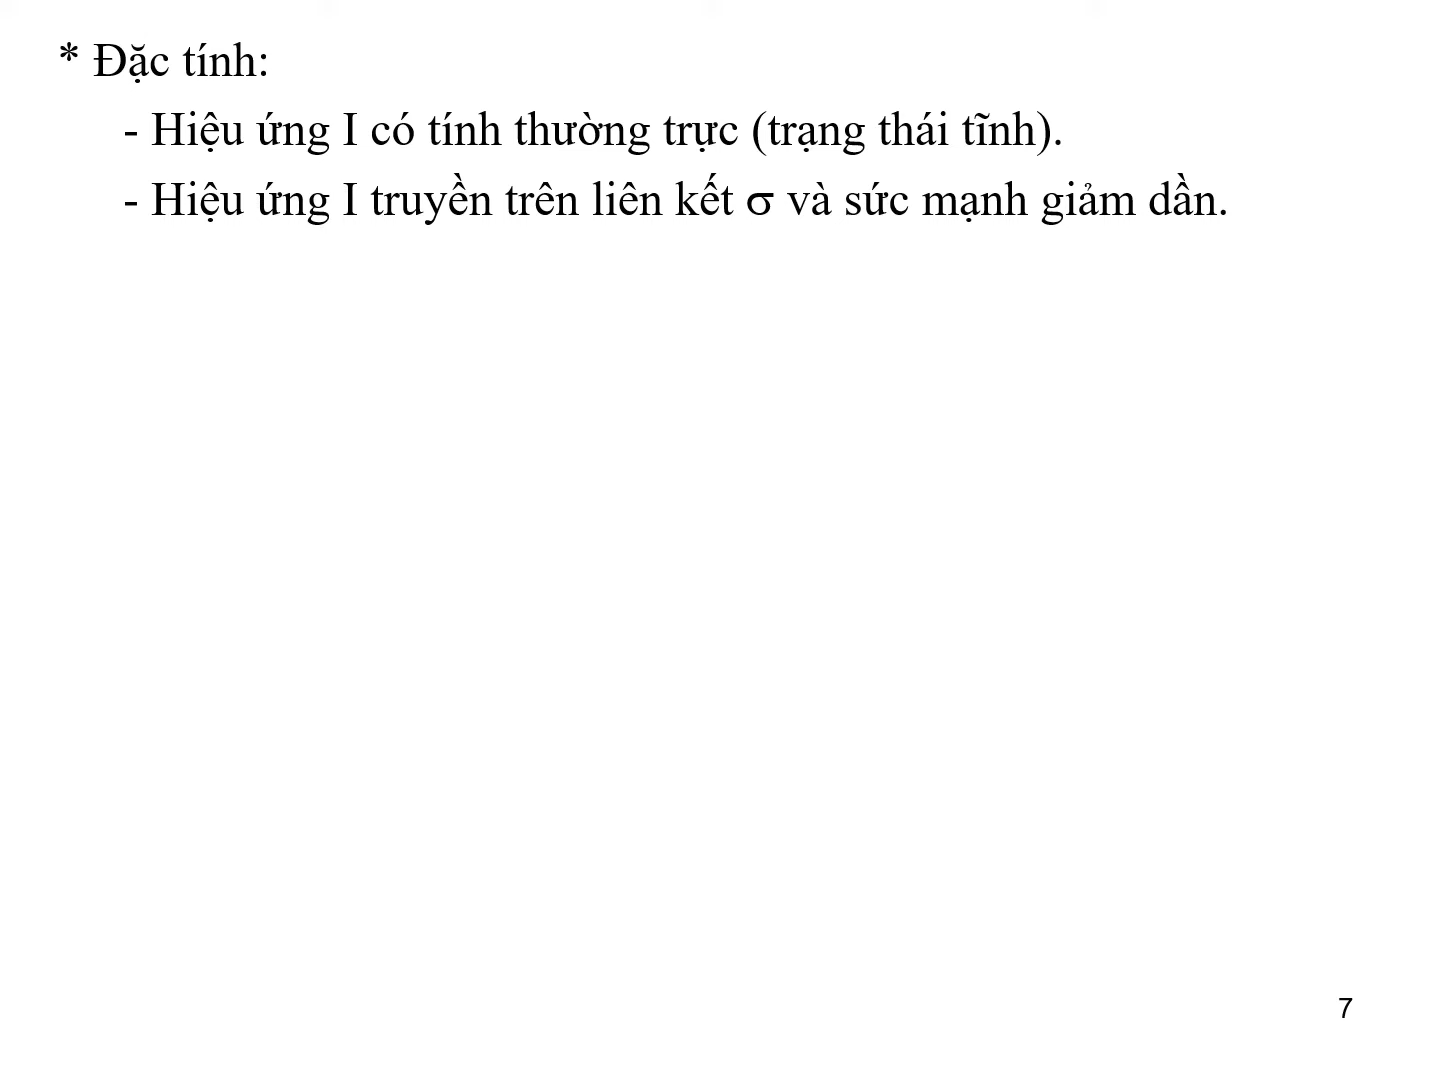 * Đặc tính:
- Hiệu ứng I có tính thường trực (trạng thái tĩnh).
- Hiệu ứng I truyền trên liên kết σ và sức mạnh giảm dần.
7